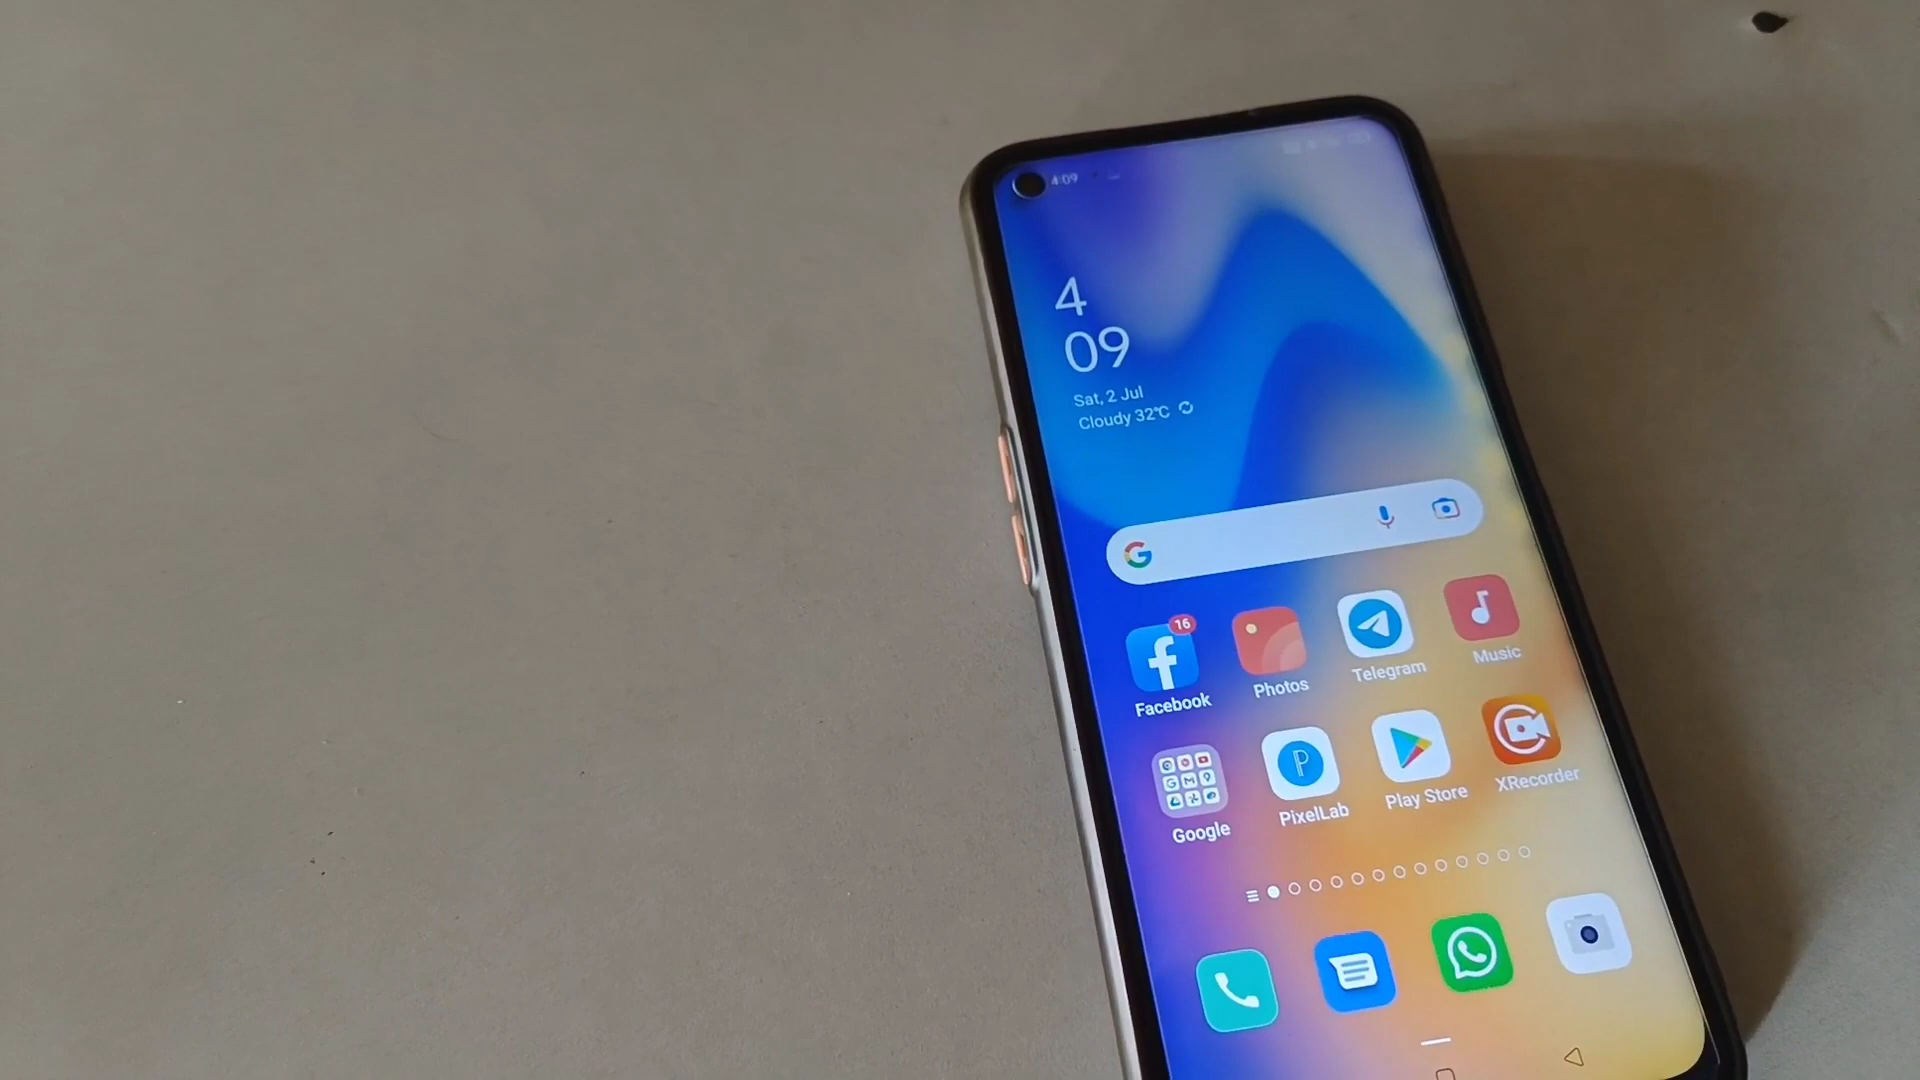 4:09
4
09
Sat, 2 Jul
Cloudy 32℃
16
Facebook
Photos
Telegram
Music
Google
PixelLab
Play Store
XRecorder